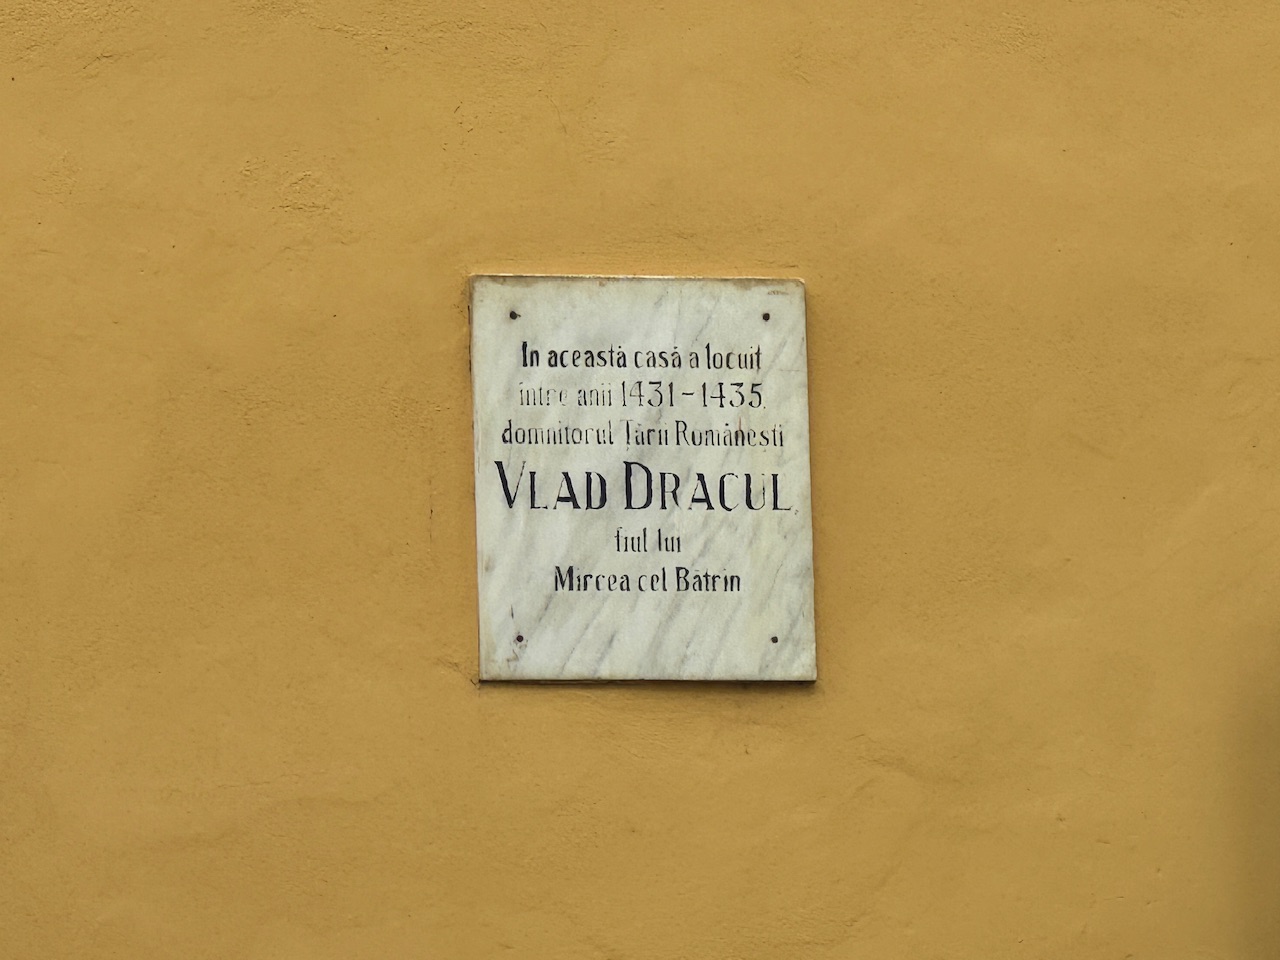 In această casă a locuit
între anii 1431-1435
domnitorul Țării Românești
VLAD DRACUL
fiul lui
Mircea cel Bătrîn